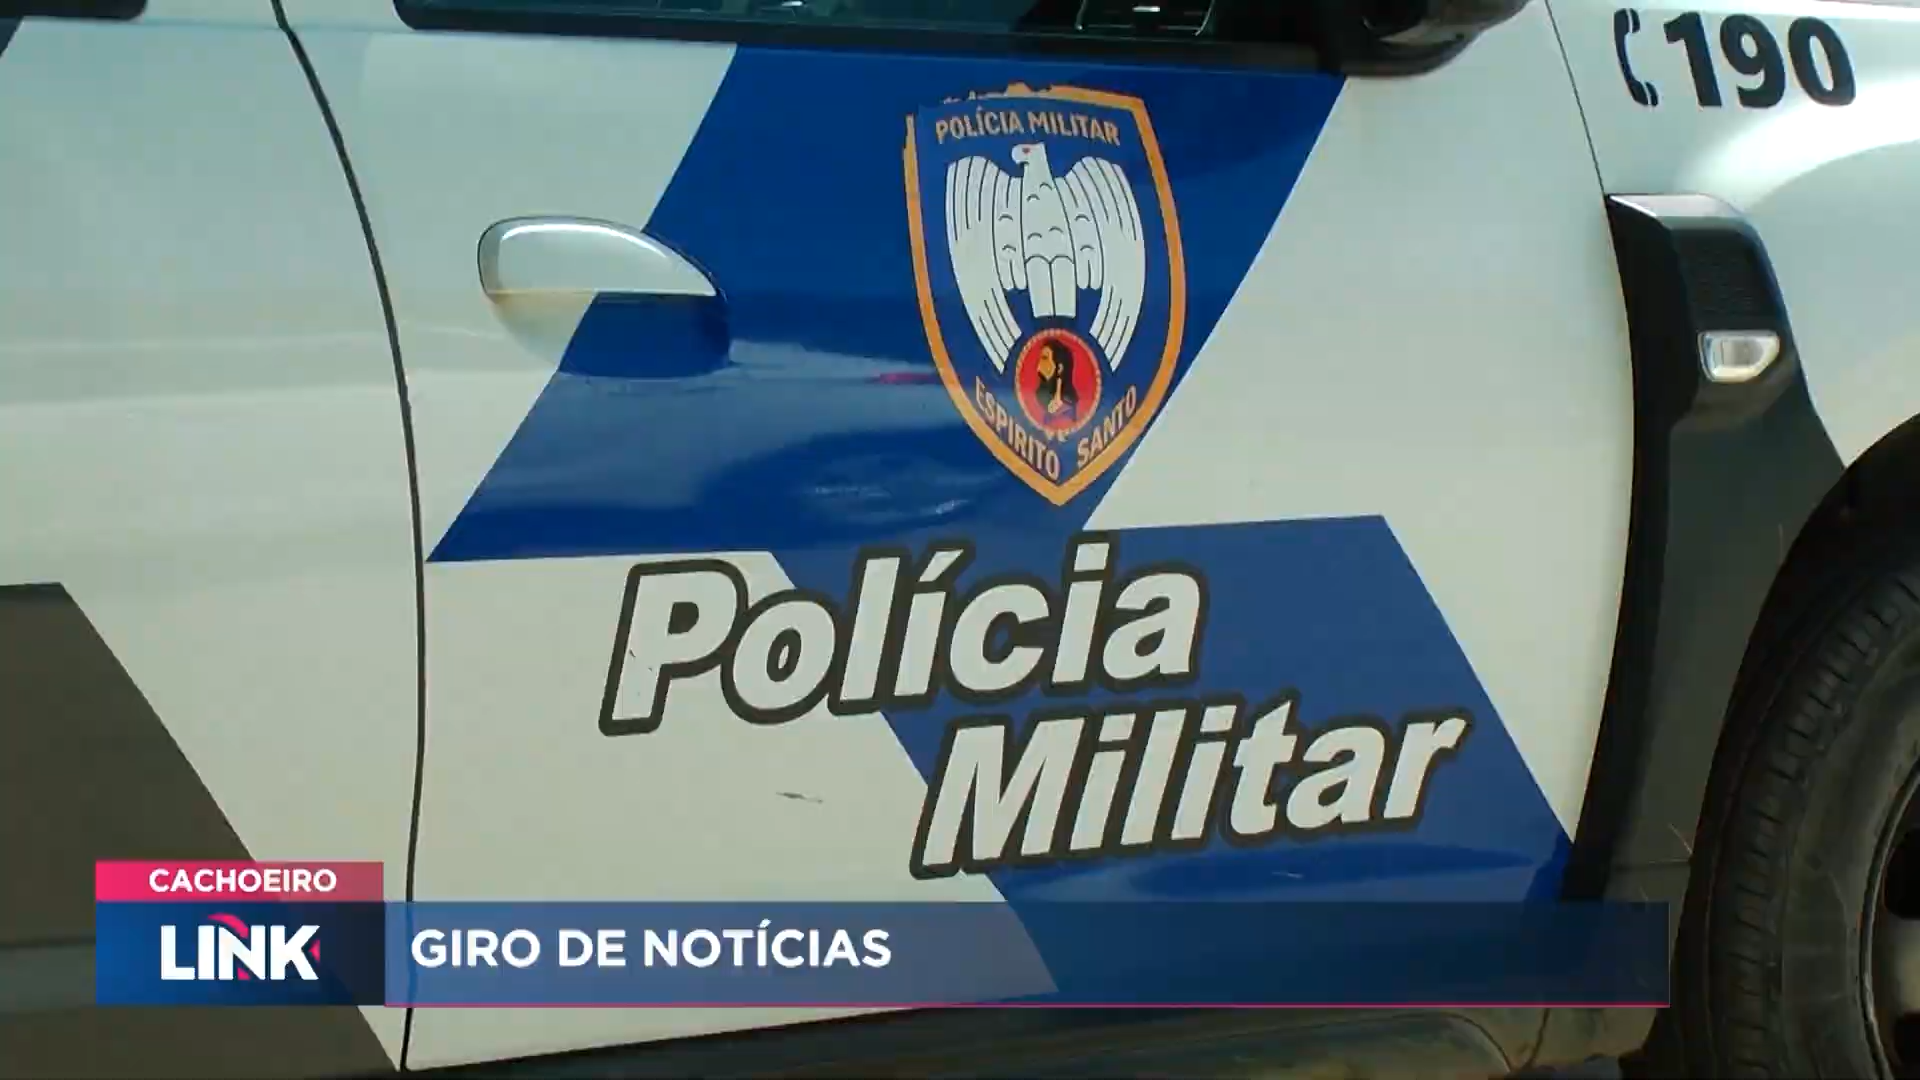 190
POLÍCIA MILITAR
ESPIRITO SANTO
Polícia
Militar
CACHOEIRO
LINK
GIRO DE NOTÍCIAS